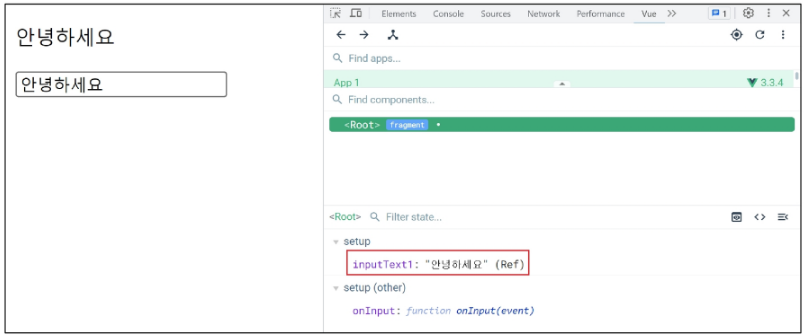 안녕하세요
안녕하세요
Elements Console Sources Network Performance Vue 1
Find apps...
App 1 3.3.4
Find components...
<Root> fragment
<Root> Filter state...
setup
inputText1: "안녕하세요" (Ref)
setup (other)
onInput: function onInput(event)